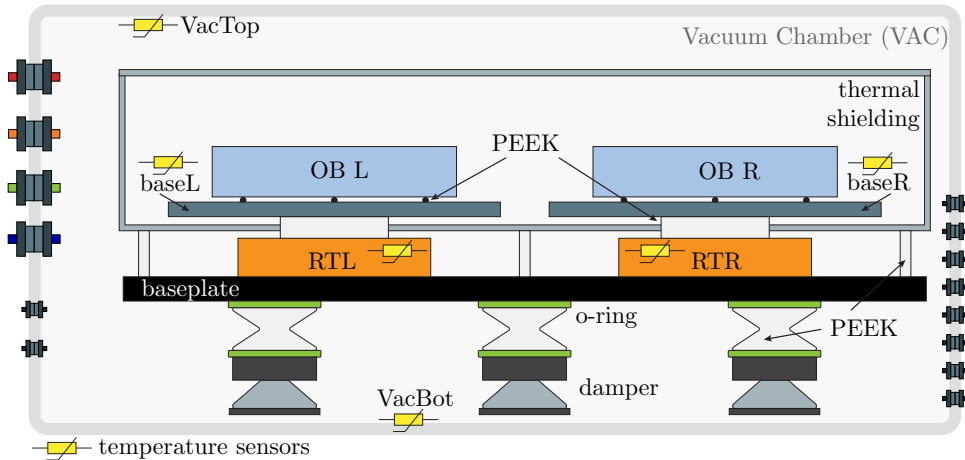 VacTop
Vacuum Chamber (VAC)
thermal
shielding
PEEK
OB L
OB R
baseL
baseR
RTL
RTR
baseplate
o-ring
PEEK
damper
VacBot
temperature sensors